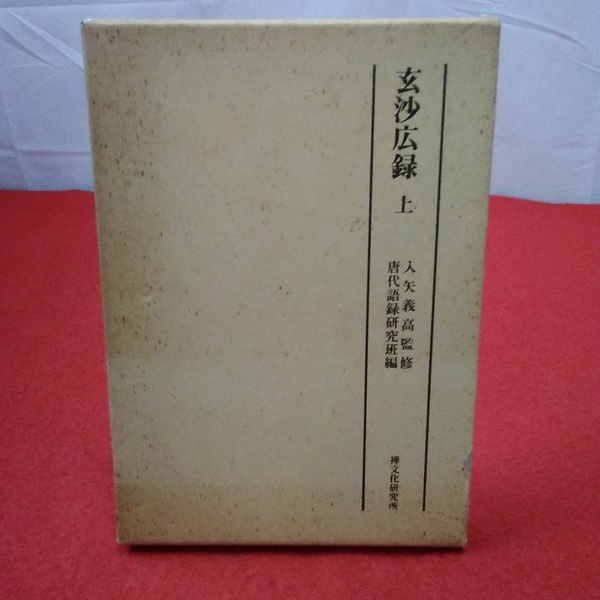 玄沙広録 上
入矢義高監修
唐代語録研究班編
禅文化研究所